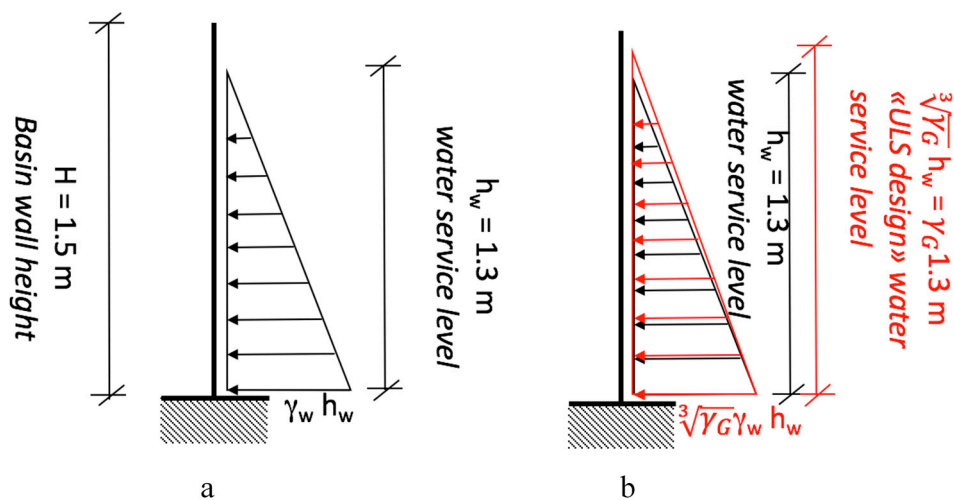 H = 1.5 m
Basin wall height
h_w = 1.3 m
water service level
γ_w h_w
a
h_w = 1.3 m
water service level
∛γ_G h_w = γ_G 1.3 m
«ULS design» water
service level
∛γ_G γ_w h_w
b